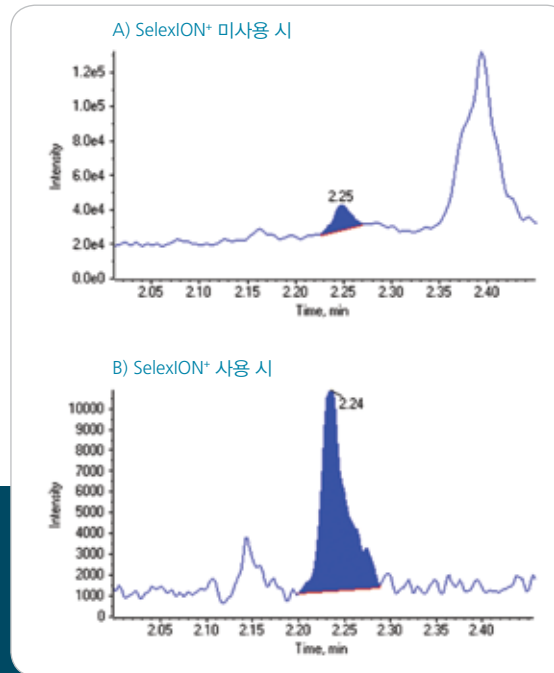 A) SelexION⁺ 미사용 시
1.2e5
1.0e5
8.0e4
6.0e4
4.0e4
2.0e4
0.0e0
Intensity
2.25
2.05 2.10 2.15 2.20 2.25 2.30 2.35 2.40
Time, min
B) SelexION⁺ 사용 시
10000
9000
8000
7000
6000
5000
4000
3000
2000
1000
0
Intensity
2.24
2.05 2.10 2.15 2.20 2.25 2.30 2.35 2.40
Time, min